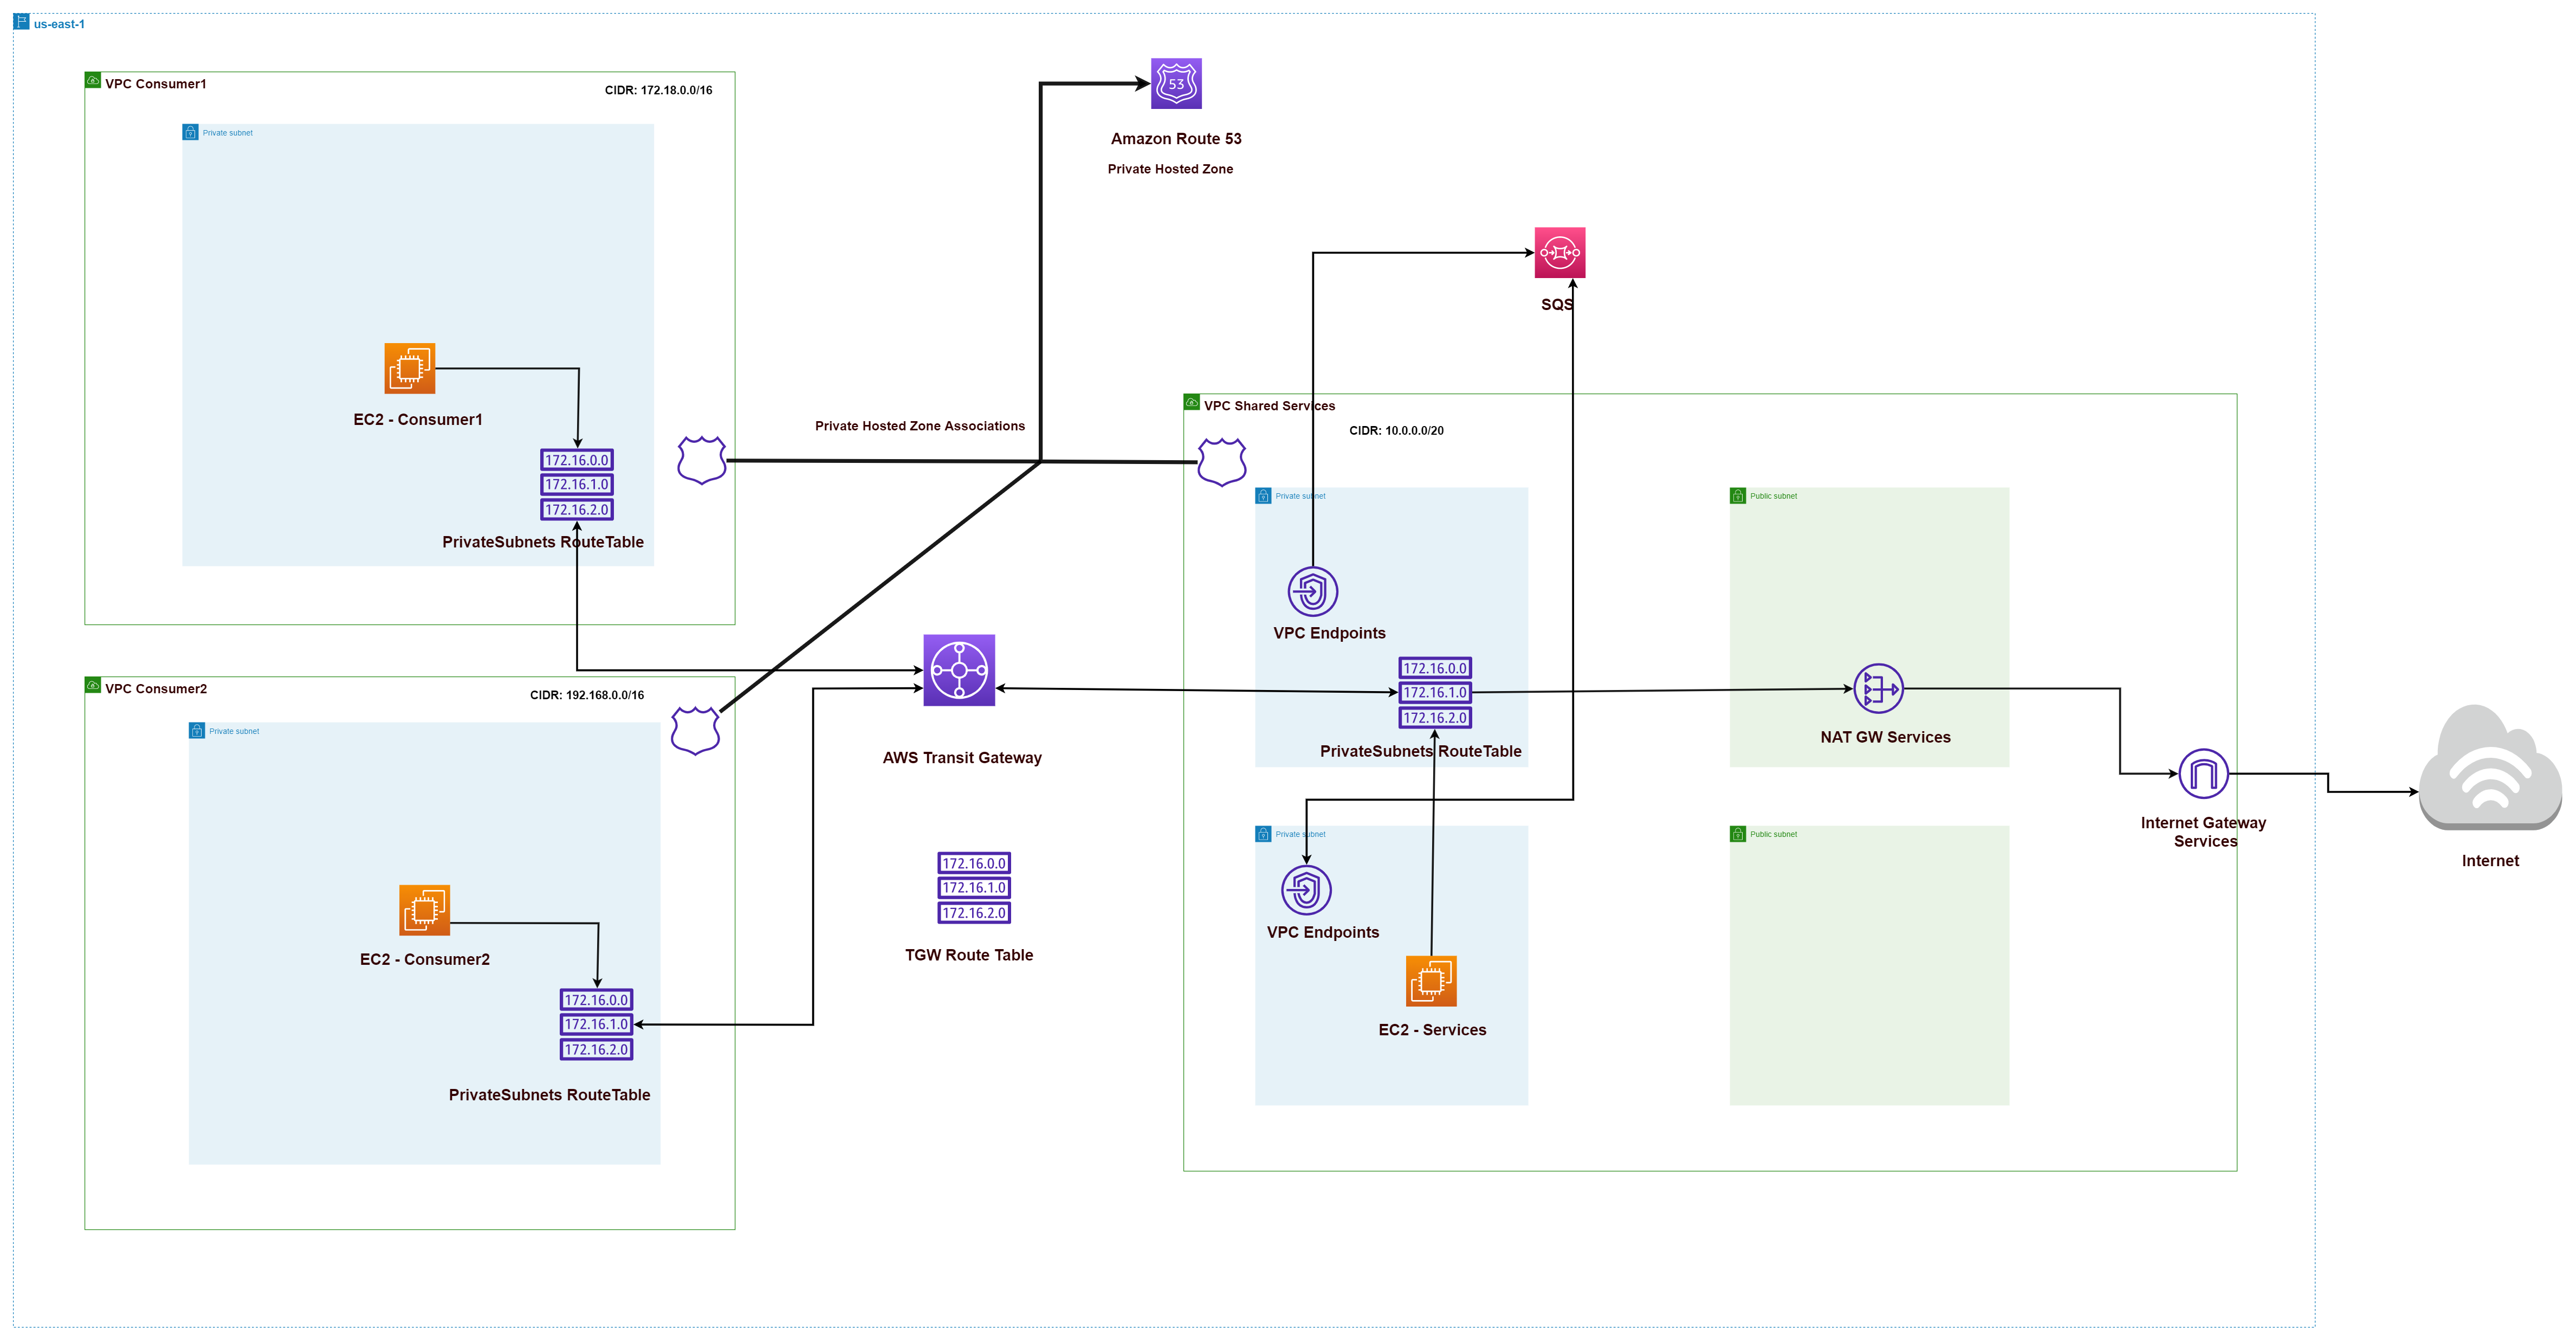 us-east-1
VPC Consumer1
CIDR: 172.18.0.0/16
Private subnet
EC2 - Consumer1
172.16.0.0
172.16.1.0
172.16.2.0
PrivateSubnets RouteTable
VPC Consumer2
CIDR: 192.168.0.0/16
Private subnet
EC2 - Consumer2
172.16.0.0
172.16.1.0
172.16.2.0
PrivateSubnets RouteTable
Private Hosted Zone Associations
53
Amazon Route 53
Private Hosted Zone
AWS Transit Gateway
172.16.0.0
172.16.1.0
172.16.2.0
TGW Route Table
SQS
VPC Shared Services
CIDR: 10.0.0.0/20
Private subnet
VPC Endpoints
172.16.0.0
172.16.1.0
172.16.2.0
PrivateSubnets RouteTable
Private subnet
VPC Endpoints
EC2 - Services
Public subnet
NAT GW Services
Public subnet
Internet Gateway
Services
Internet